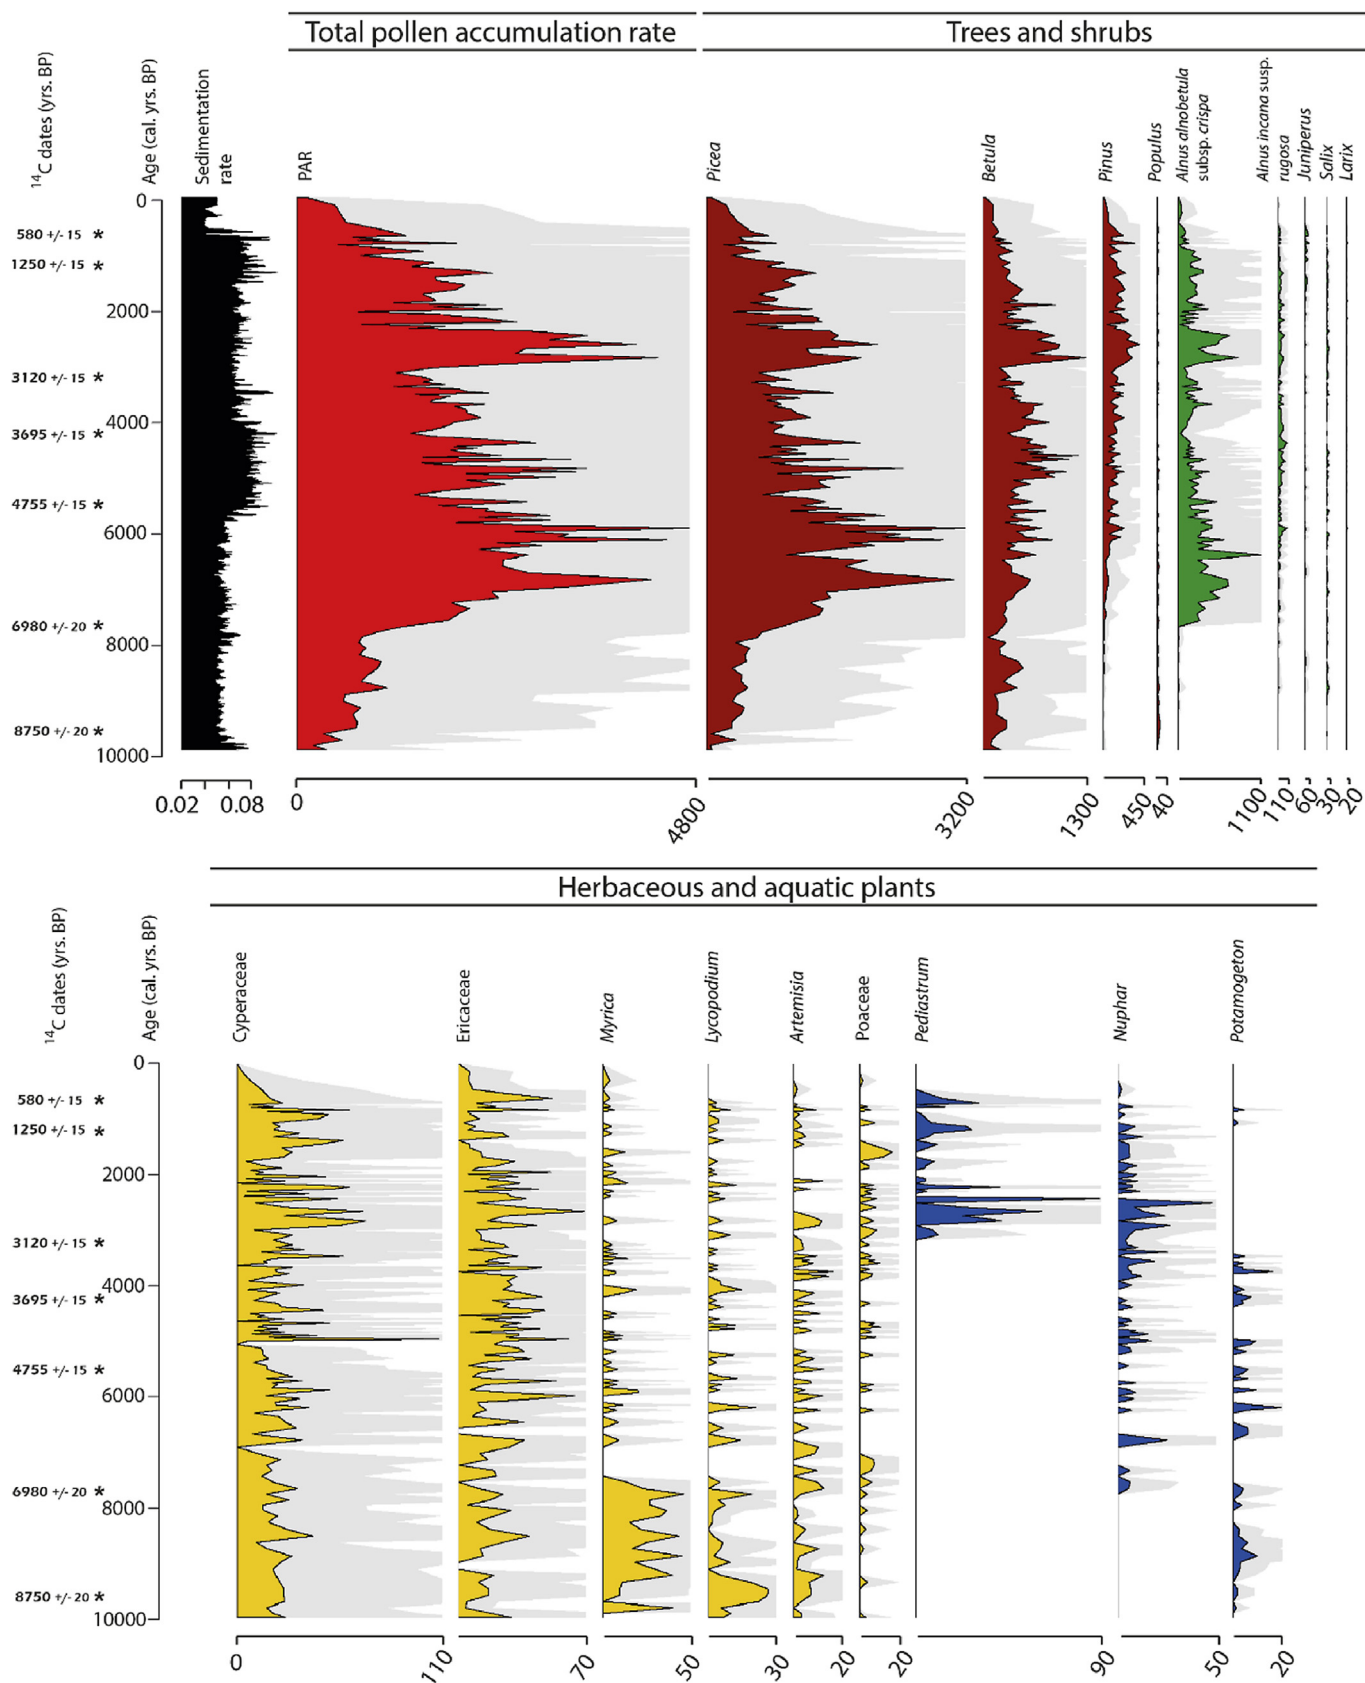 Total pollen accumulation rate
Trees and shrubs
14C dates (yrs. BP)
Age (cal. yrs. BP)
Sedimentation
rate
PAR
Picea
Betula
Pinus
Populus
Alnus alnobetula
subsp. crispa
Alnus incana susp.
rugosa
Juniperus
Salix
Larix
0
580 +/- 15 *
1250 +/- 15 *
2000
3120 +/- 15 *
4000
3695 +/- 15 *
4755 +/- 15 *
6000
6980 +/- 20 *
8000
8750 +/- 20 *
10000
0.02 0.08 0 4800 3200 1300 450 40 1100 110 60 30 20
Herbaceous and aquatic plants
14C dates (yrs. BP)
Age (cal. yrs. BP)
Cyperaceae
Ericaceae
Myrica
Lycopodium
Artemisia
Poaceae
Pediastrum
Nuphar
Potamogeton
0
580 +/- 15 *
1250 +/- 15 *
2000
3120 +/- 15 *
4000
3695 +/- 15 *
4755 +/- 15 *
6000
6980 +/- 20 *
8000
8750 +/- 20 *
10000
0 110 70 50 30 20 20 90 50 20